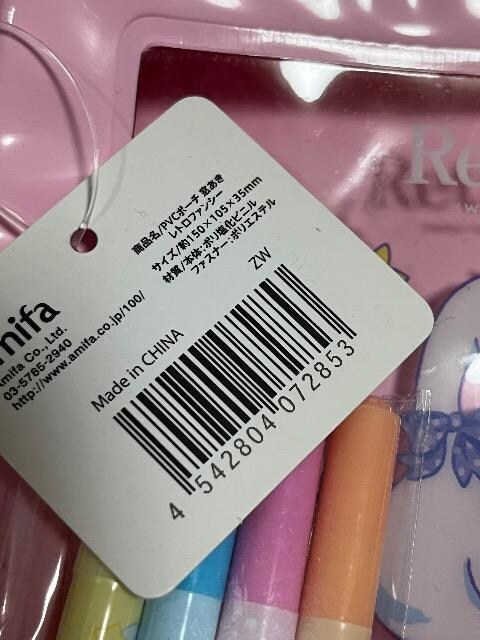 商品名/PVCポーチ 窓あき
レトロファンシー
サイズ/約150×105×35mm
材質/本体:ポリ塩化ビニル
ファスナー:ポリエステル
ZW
mifa
Amifa Co., Ltd.
03-5785-2940
http://www.amifa.co.jp/100/
Made in CHINA
4 542804 072853
Re